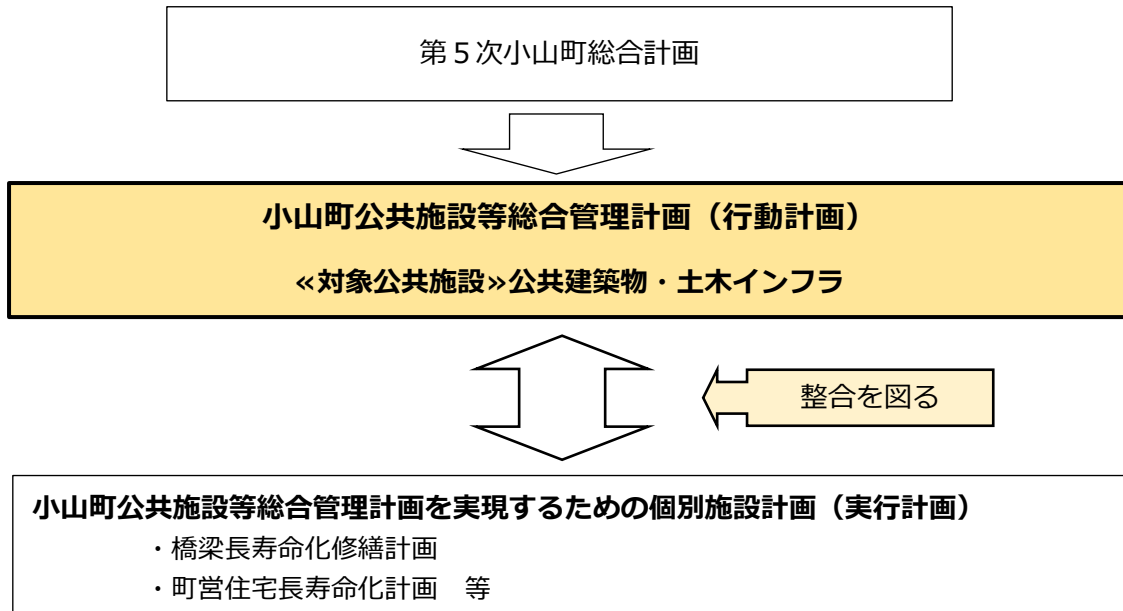 第５次小山町総合計画
小山町公共施設等総合管理計画（行動計画）
≪対象公共施設≫公共建築物・土木インフラ
整合を図る
小山町公共施設等総合管理計画を実現するための個別施設計画（実行計画）
・橋梁長寿命化修繕計画
・町営住宅長寿命化計画　等